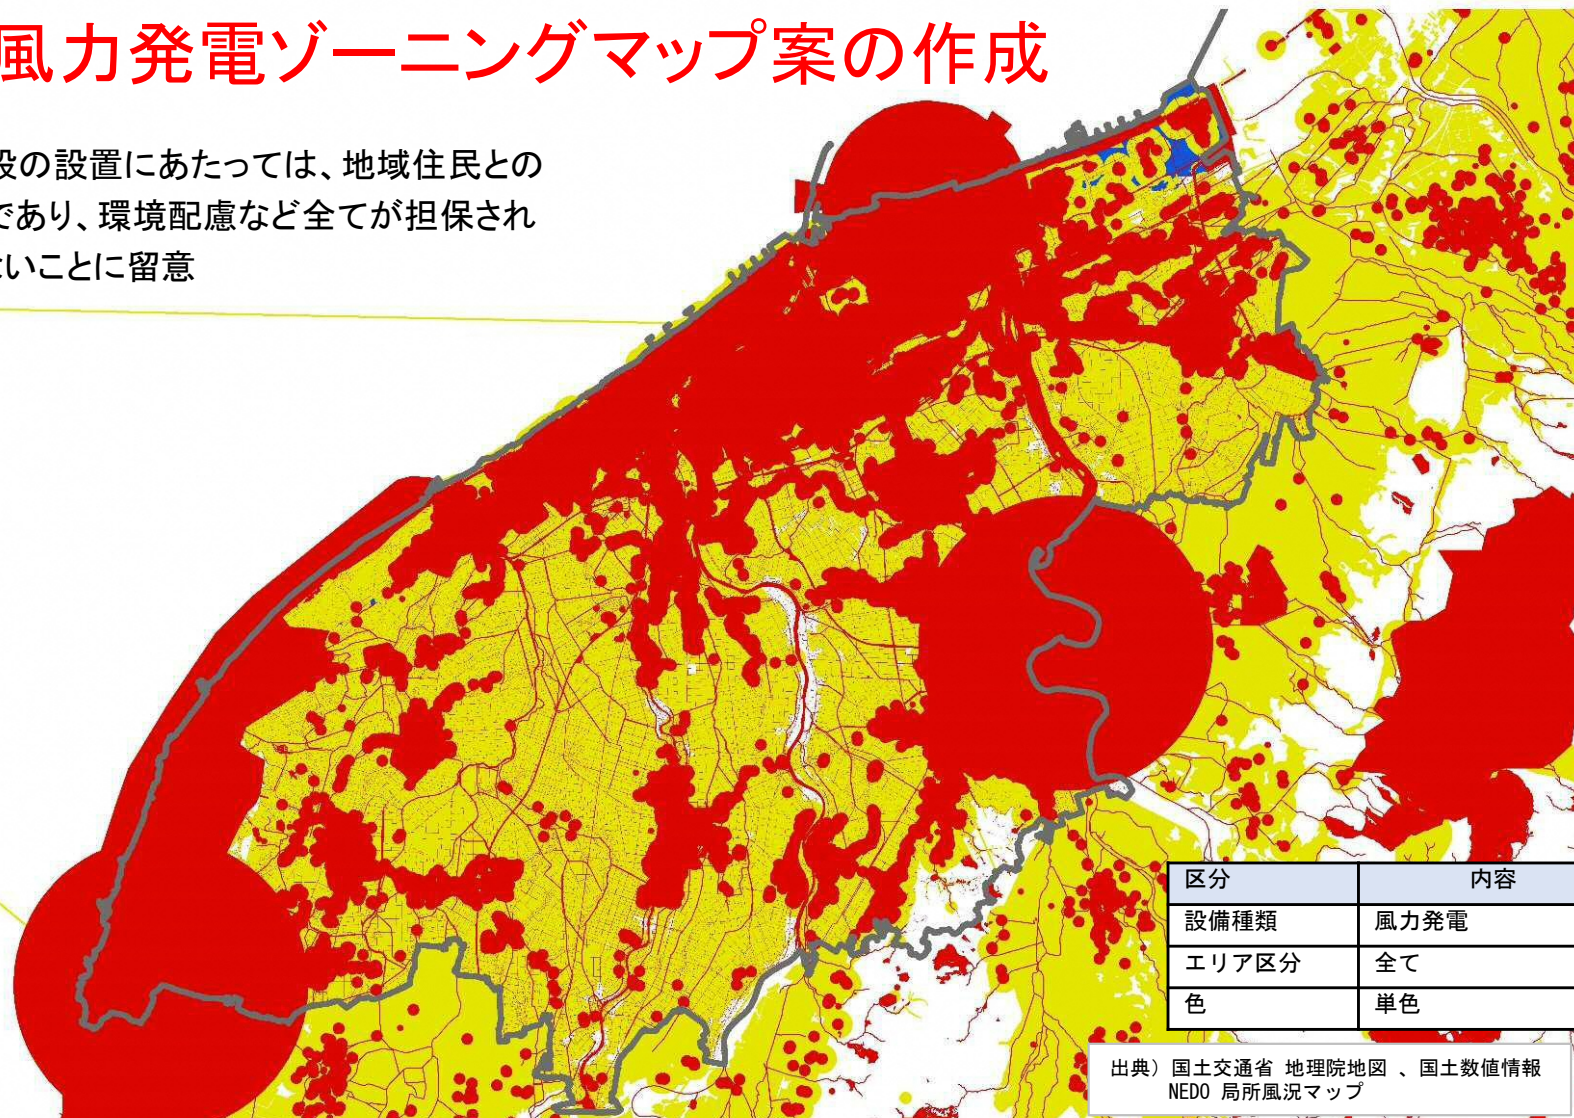 風力発電ゾーニングマップ案の作成
設の設置にあたっては、地域住民との
であり、環境配慮など全てが担保され
ないことに留意
区分 内容
設備種類 風力発電
エリア区分 全て
色 単色
出典）国土交通省 地理院地図 、国土数値情報
NEDO 局所風況マップ